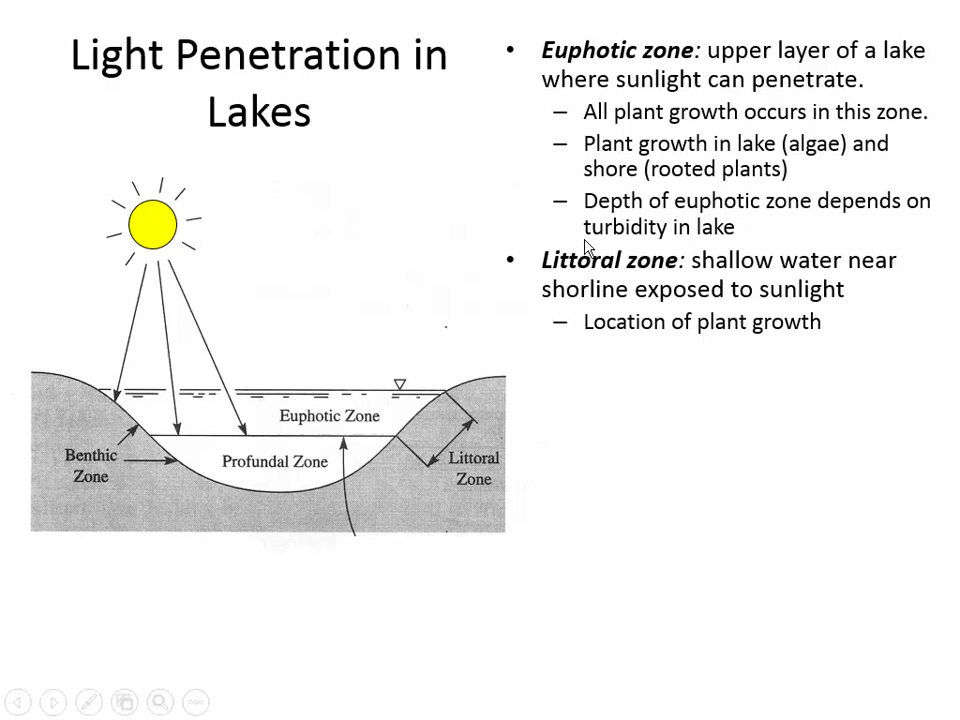 Light Penetration in
Lakes
• Euphotic zone: upper layer of a lake
where sunlight can penetrate.
– All plant growth occurs in this zone.
– Plant growth in lake (algae) and
shore (rooted plants)
– Depth of euphotic zone depends on
turbidity in lake
• Littoral zone: shallow water near
shorline exposed to sunlight
– Location of plant growth
Euphotic Zone
Profundal Zone
Benthic
Zone
Littoral
Zone